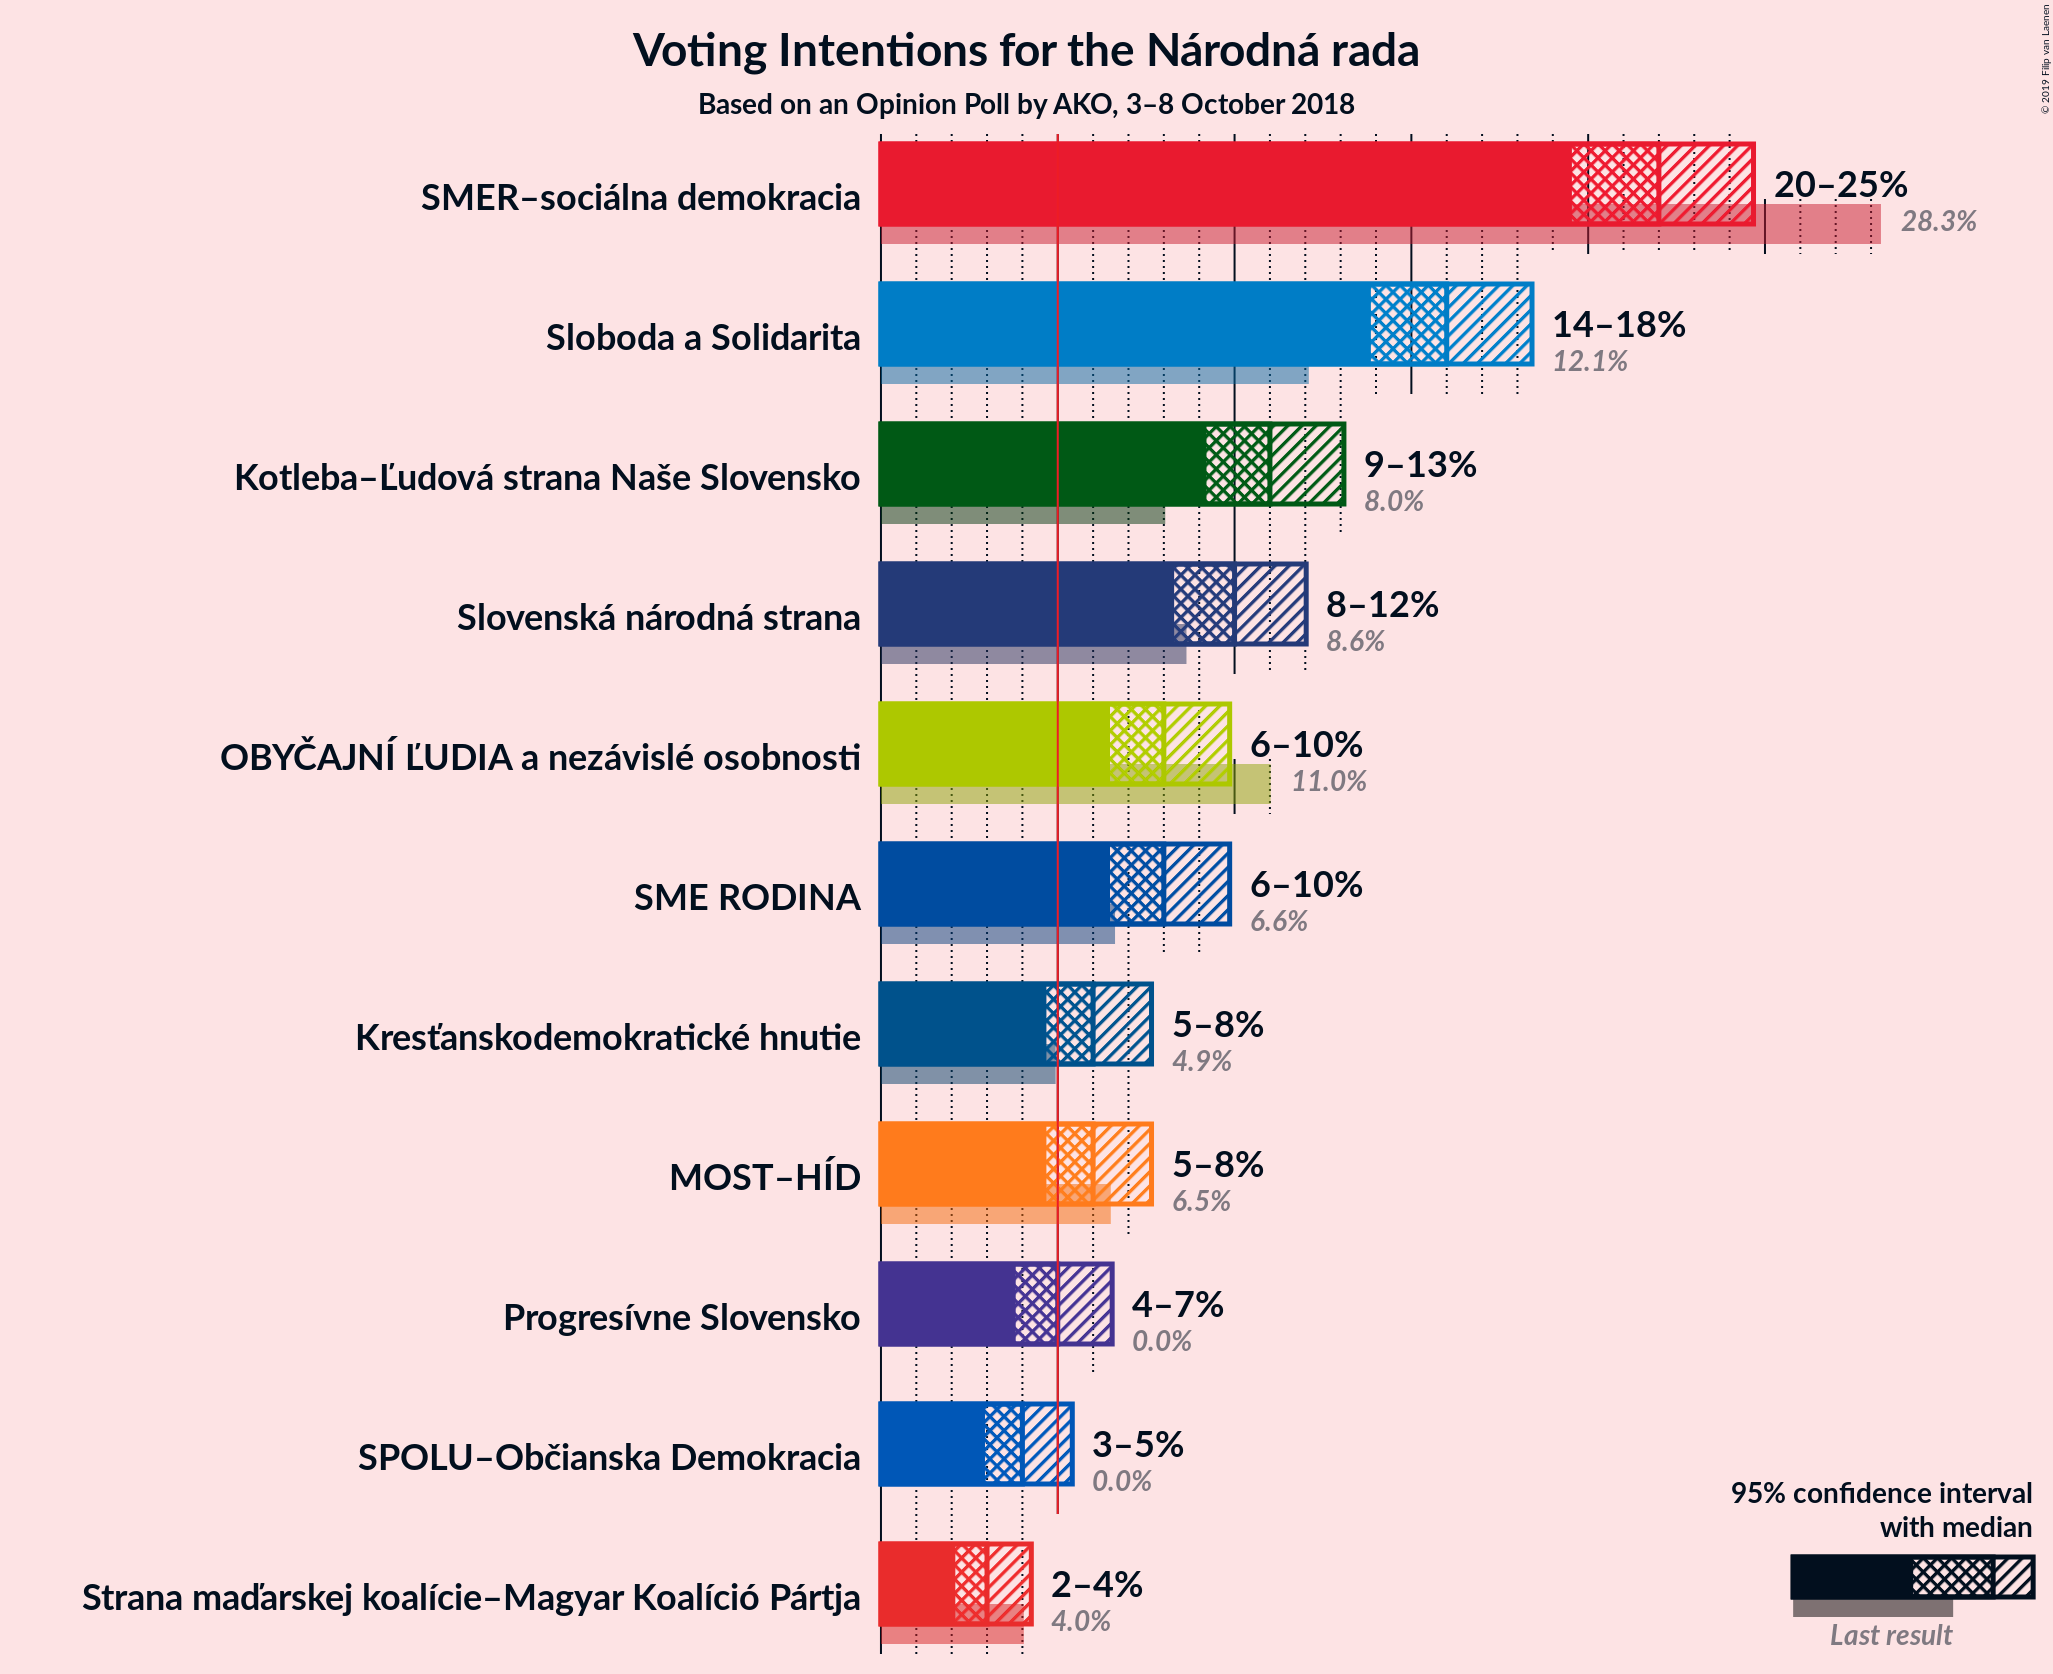 Voting Intentions for the Národná rada
Based on an Opinion Poll by AKO, 3–8 October 2018
© 2019 Filip van Laenen
SMER–sociálna demokracia
20–25%
28.3%
Sloboda a Solidarita
14–18%
12.1%
Kotleba–Ľudová strana Naše Slovensko
9–13%
8.0%
Slovenská národná strana
8–12%
8.6%
OBYČAJNÍ ĽUDIA a nezávislé osobnosti
6–10%
11.0%
SME RODINA
6–10%
6.6%
Kresťanskodemokratické hnutie
5–8%
4.9%
MOST–HÍD
5–8%
6.5%
Progresívne Slovensko
4–7%
0.0%
SPOLU–Občianska Demokracia
3–5%
0.0%
Strana maďarskej koalície–Magyar Koalíció Pártja
2–4%
4.0%
95% confidence interval
with median
Last result